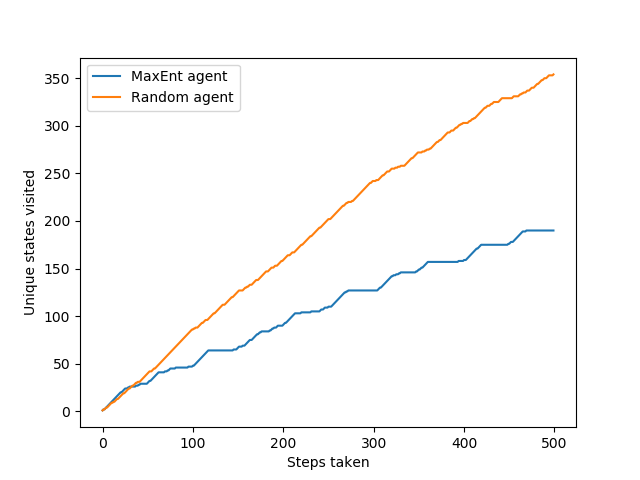 MaxEnt agent
Random agent
350
300
250
200
150
100
50
0
Unique states visited
0 100 200 300 400 500
Steps taken